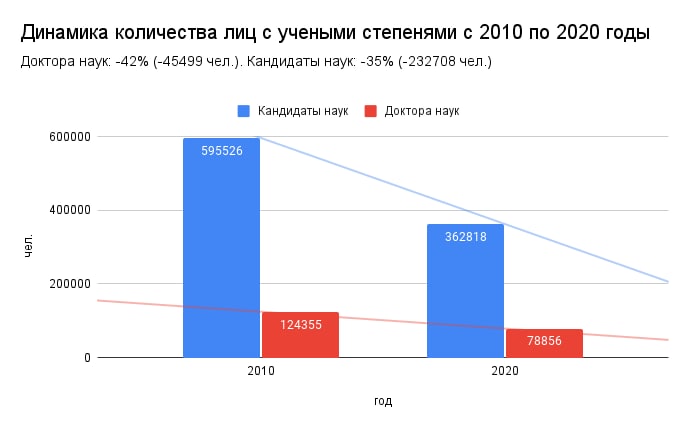 Динамика количества лиц с учеными степенями с 2010 по 2020 годы
Доктора наук: -42% (-45499 чел.). Кандидаты наук: -35% (-232708 чел.)
Кандидаты наук Доктора наук
600000
400000
200000
0
чел.
595526
124355
362818
78856
2010 2020
год